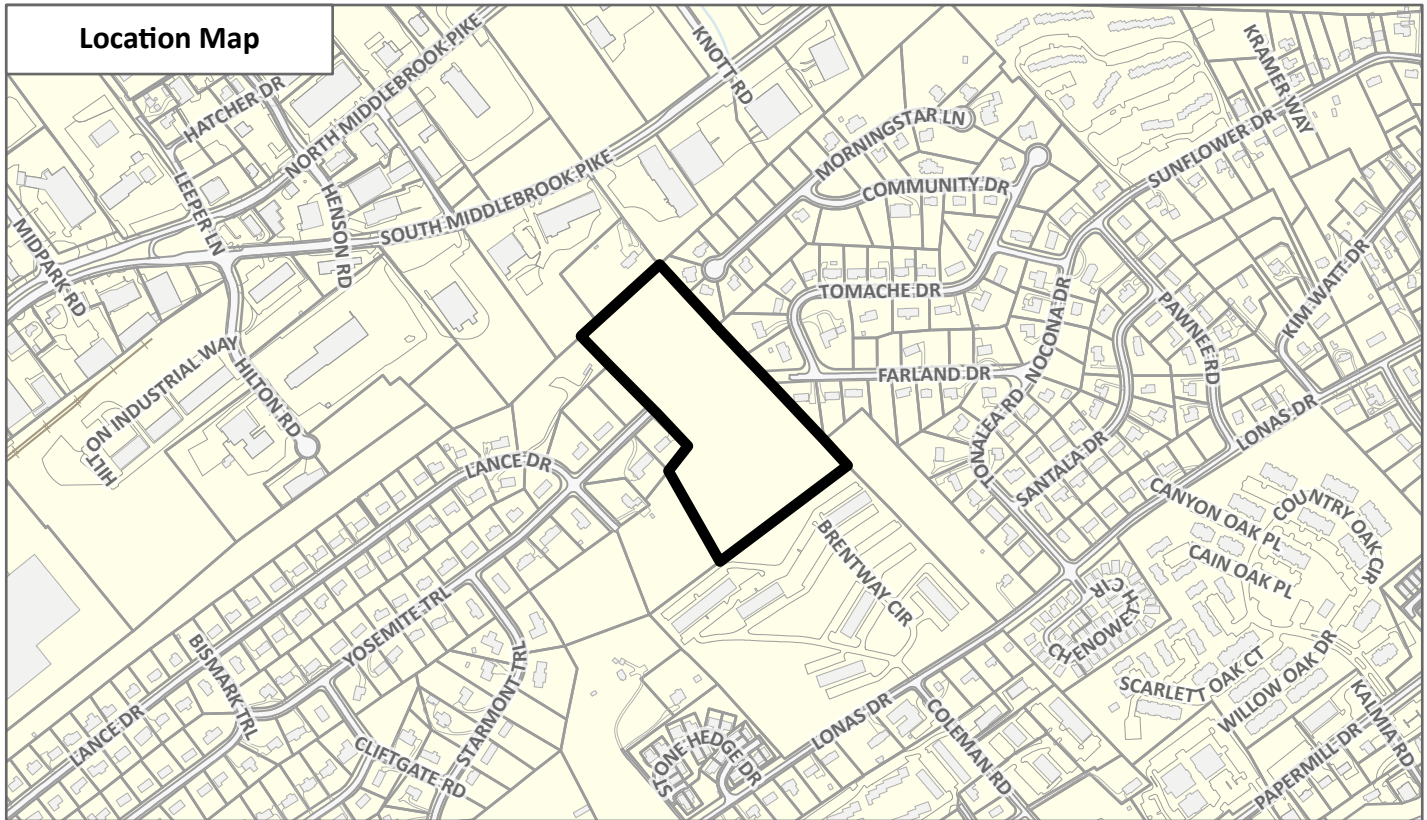 Location Map
HATCHER DR
NORTH MIDDLEBROOK PIKE
KNOTT RD
KRAMER WAY
LEEPER LN
HENSON RD
SOUTH MIDDLEBROOK PIKE
MORNINGSTAR LN
COMMUNITY DR
SUNFLOWER DR
MIDPARK RD
TOMACHE DR
NOCONA DR
PAWNEE RD
KIM WATT DR
HILTON INDUSTRIAL WAY
HILTON RD
FARLAND DR
TONALEA RD
SANTALA DR
LONAS DR
LANCE DR
CANYON OAK PL
COUNTRY OAK CIR
CAIN OAK PL
BRENTWAY CIR
CHENOWETH CIR
BISMARK TRL
YOSEMITE TRL
STARMONT TRL
SCARLETT OAK CT
WILLOW OAK DR
KALMIA RD
LANCE DR
CLIFTGATE RD
STONE HEDGE DR
LONAS DR
COLEMAN RD
PAPERMILL DR